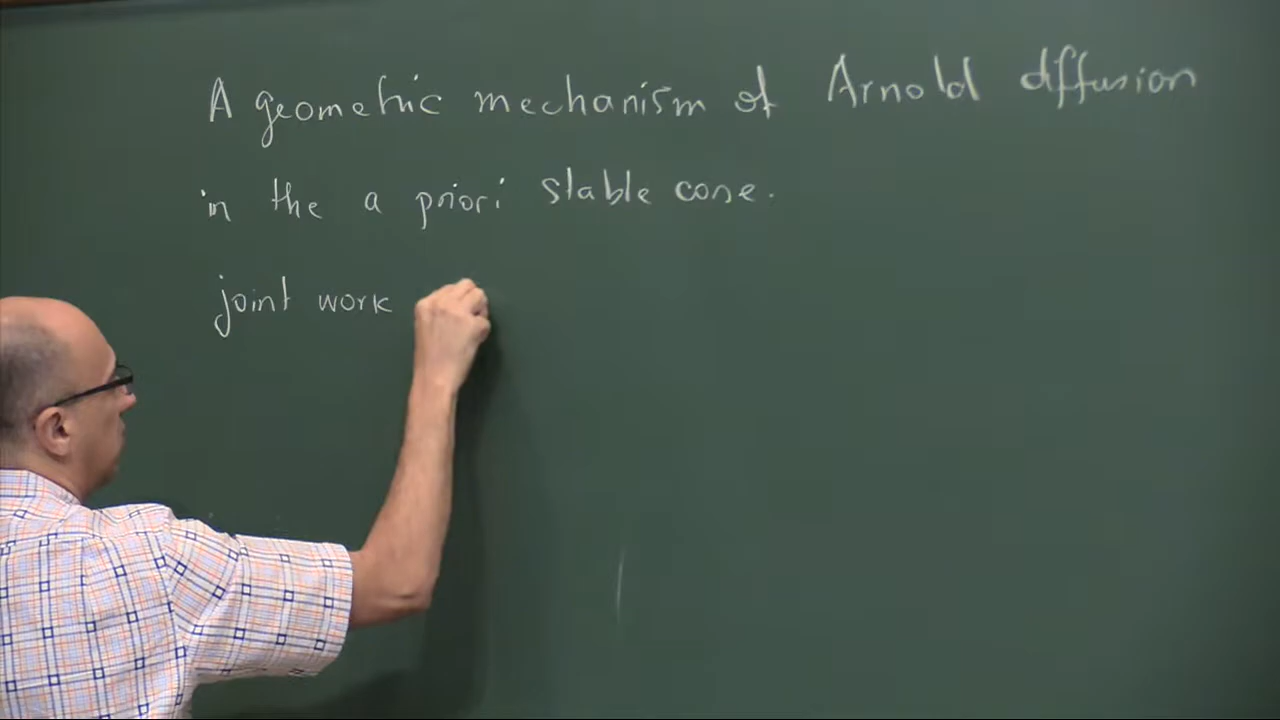 A geometric mechanism of Arnold diffusion
in the a priori stable case.
joint work